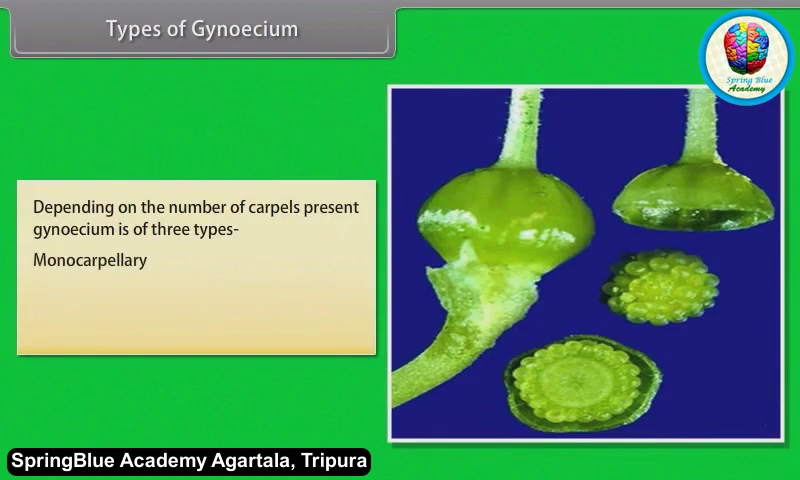 Types of Gynoecium
Spring Blue
Academy
Depending on the number of carpels present
gynoecium is of three types-
Monocarpellary
SpringBlue Academy Agartala, Tripura